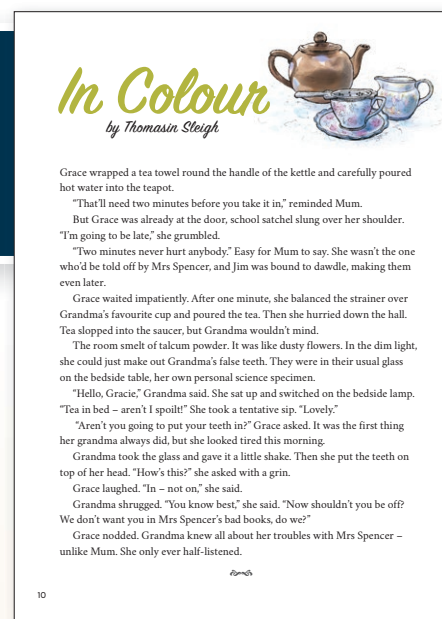 In Colour
by Thomasin Sleigh
Grace wrapped a tea towel round the handle of the kettle and carefully poured
hot water into the teapot.
“That’ll need two minutes before you take it in,” reminded Mum.
But Grace was already at the door, school satchel slung over her shoulder.
“I’m going to be late,” she grumbled.
“Two minutes never hurt anybody.” Easy for Mum to say. She wasn’t the one
who’d be told off by Mrs Spencer, and Jim was bound to dawdle, making them
even later.
Grace waited impatiently. After one minute, she balanced the strainer over
Grandma’s favourite cup and poured the tea. Then she hurried down the hall.
Tea slopped into the saucer, but Grandma wouldn’t mind.
The room smelt of talcum powder. It was like dusty flowers. In the dim light,
she could just make out Grandma’s false teeth. They were in their usual glass
on the bedside table, her own personal science specimen.
“Hello, Gracie,” Grandma said. She sat up and switched on the bedside lamp.
“Tea in bed – aren’t I spoilt!” She took a tentative sip. “Lovely.”
“Aren’t you going to put your teeth in?” Grace asked. It was the first thing
her grandma always did, but she looked tired this morning.
Grandma took the glass and gave it a little shake. Then she put the teeth on
top of her head. “How’s this?” she asked with a grin.
Grace laughed. “In – not on,” she said.
Grandma shrugged. “You know best,” she said. “Now shouldn’t you be off?
We don’t want you in Mrs Spencer’s bad books, do we?”
Grace nodded. Grandma knew all about her troubles with Mrs Spencer –
unlike Mum. She only ever half-listened.
10